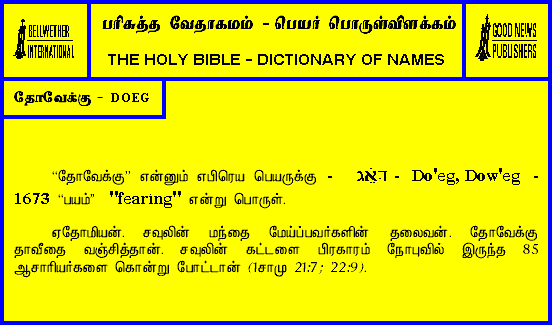 BELLWETHER
INTERNATIONAL
பரிசுத்த வேதாகமம் - பெயர் பொருள்விளக்கம்
THE HOLY BIBLE - DICTIONARY OF NAMES
GOOD NEWS
PUBLISHERS
தோவேக்கு - DOEG
“தோவேக்கு” என்னும் எபிரெய பெயருக்கு - דֹּאֵג - Do'eg, Dow'eg -
1673 “பயம்” "fearing" என்று பொருள்.
ஏதோமியன். சவுலின் மந்தை மேய்ப்பவர்களின் தலைவன். தோவேக்கு
தாவீதை வஞ்சித்தான். சவுலின் கட்டளை பிரகாரம் நோபுவில் இருந்த 85
ஆசாரியர்களை கொன்று போட்டான் (1சாமு 21:7; 22:9).